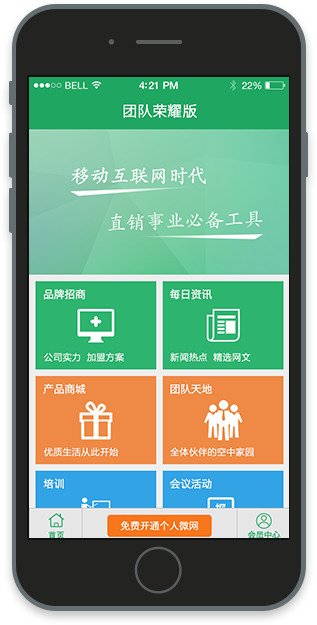 BELL 4:21 PM 22%
团队荣耀版
移动互联网时代
直销事业必备工具
品牌招商 每日资讯
公司实力 加盟方案 新闻热点 精选网文
产品商城 团队天地
优质生活从此开始 全体伙伴的空中家园
培训 会议活动
首页 免费开通个人微网 会员中心